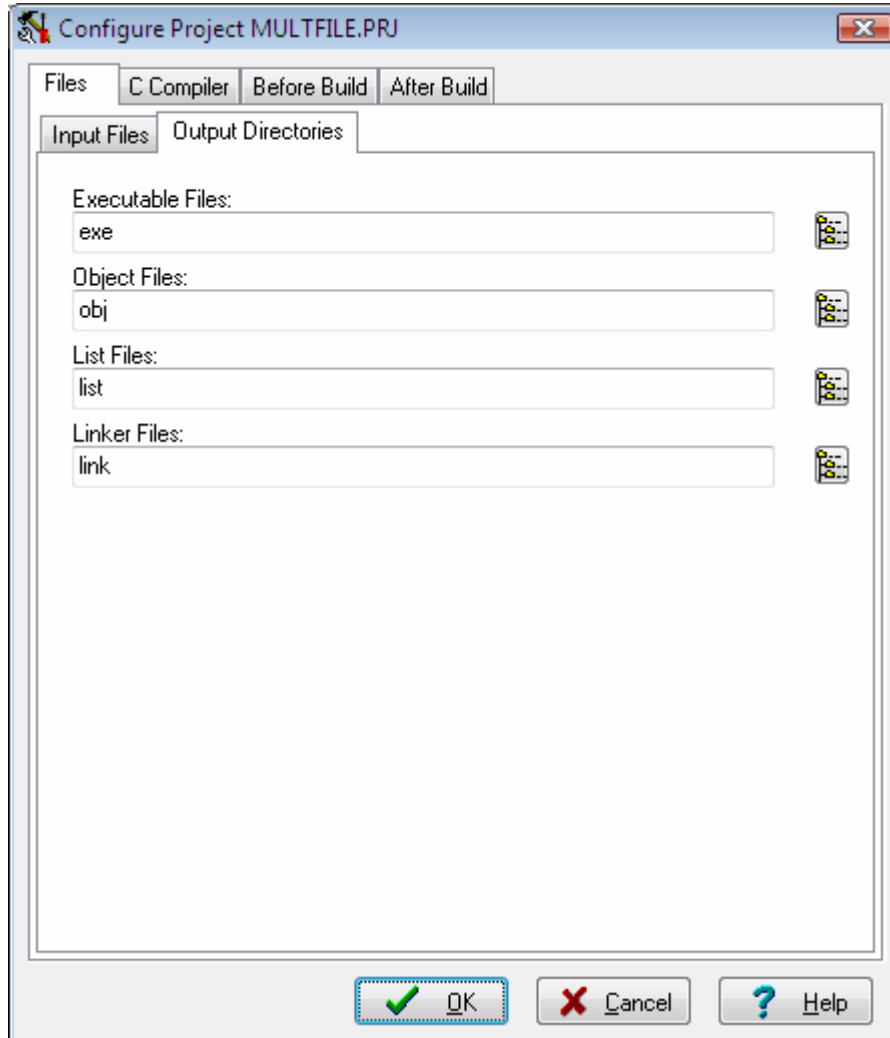 Configure Project MULTFILE.PRJ
Files C Compiler Before Build After Build
Input Files Output Directories
Executable Files:
exe
Object Files:
obj
List Files:
list
Linker Files:
link
OK Cancel Help